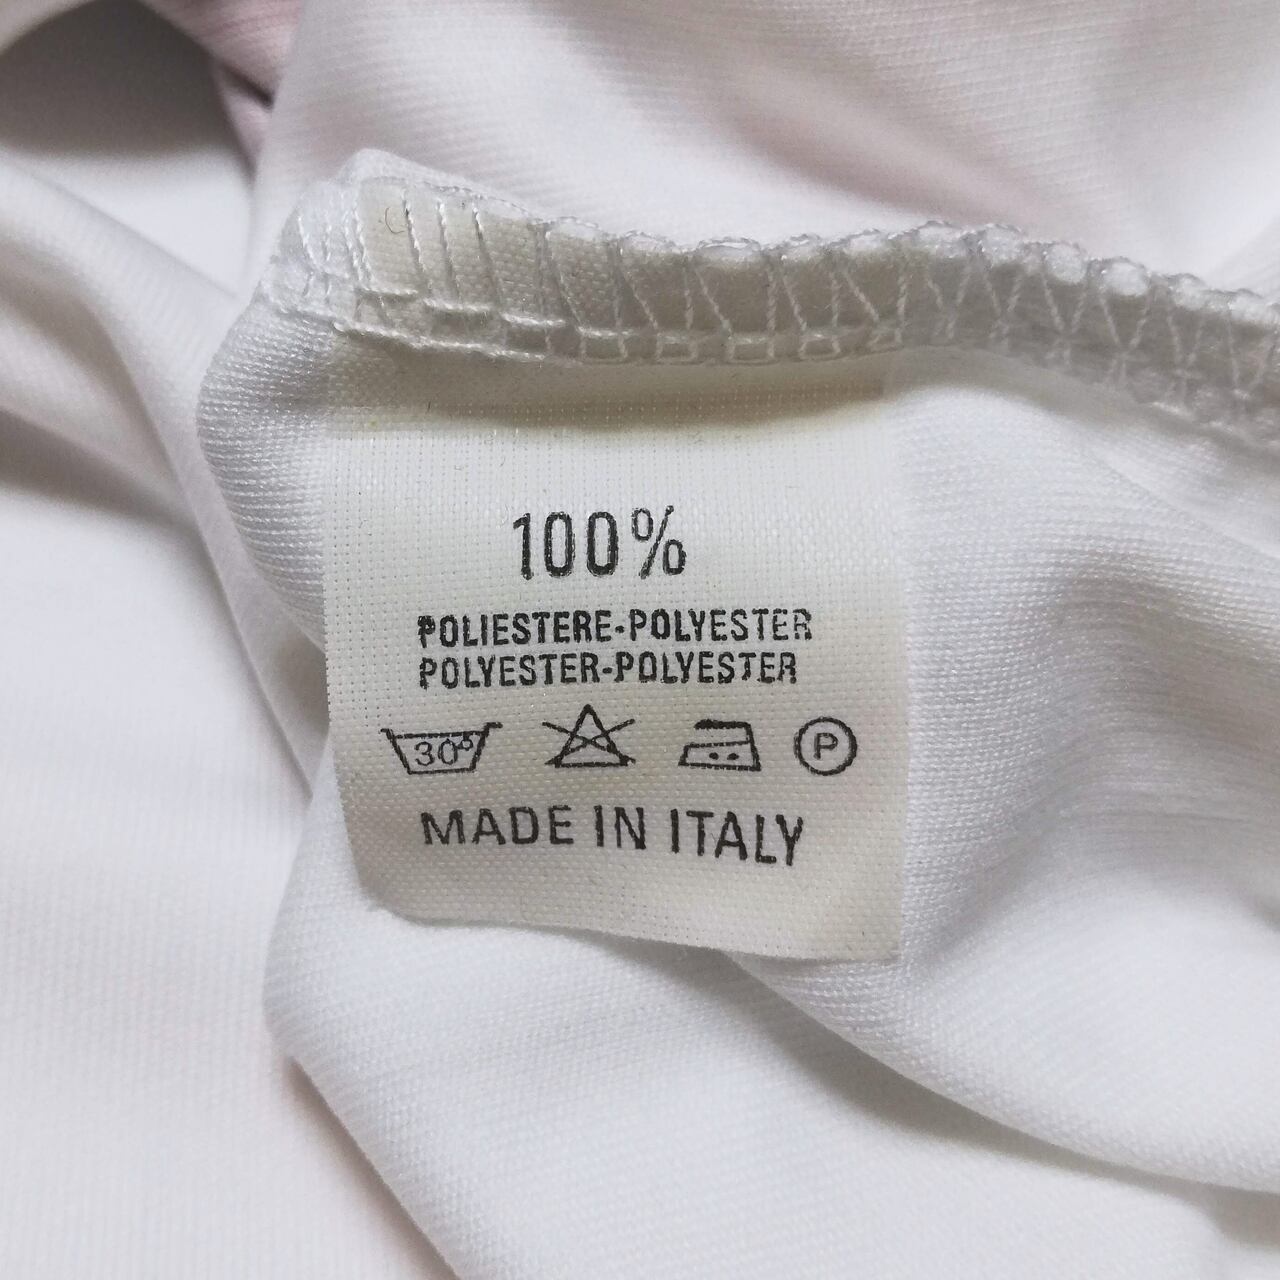 100%
POLIESTERE-POLYESTER
POLYESTER-POLYESTER
30°
P
MADE IN ITALY